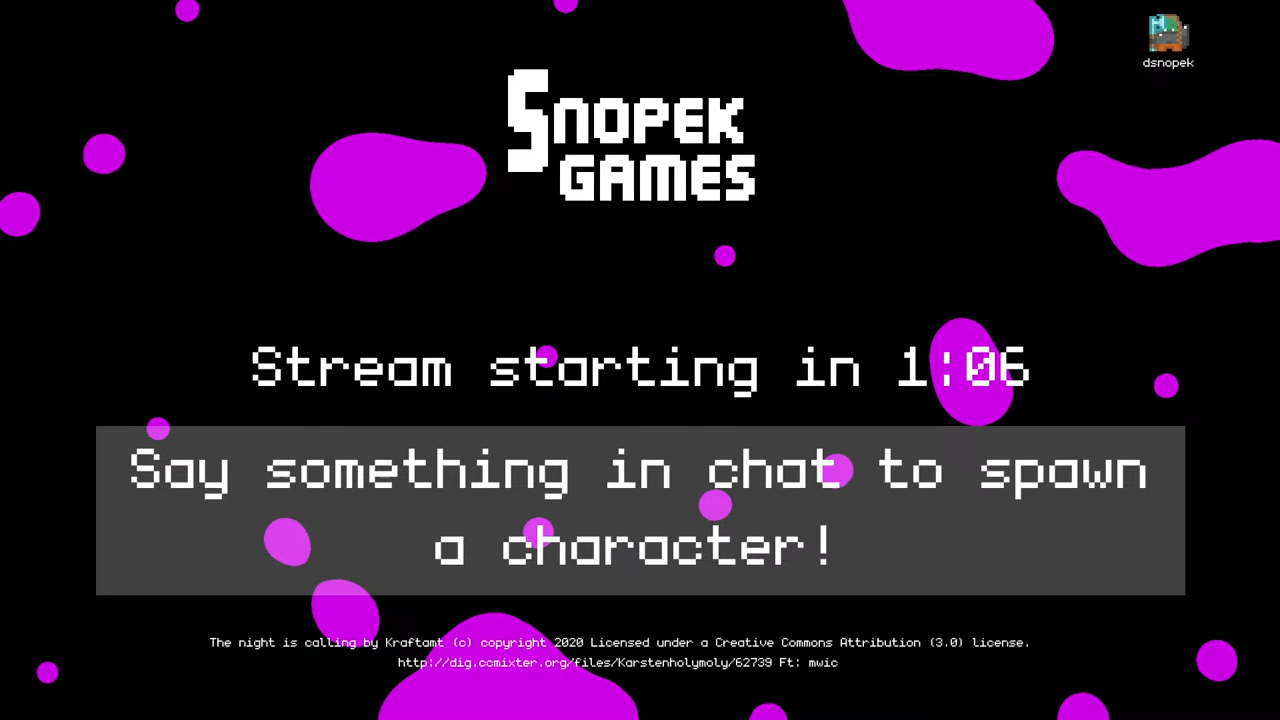 dsnopek
SNOPEK
GAMES
Stream starting in 1:06
Say something in chat to spawn
a character!
The night is calling by Kraftamt (c) copyright 2020 Licensed under a Creative Commons Attribution (3.0) license.
http://dig.ccmixter.org/files/Karstenholymoly/62739 Ft: mwic